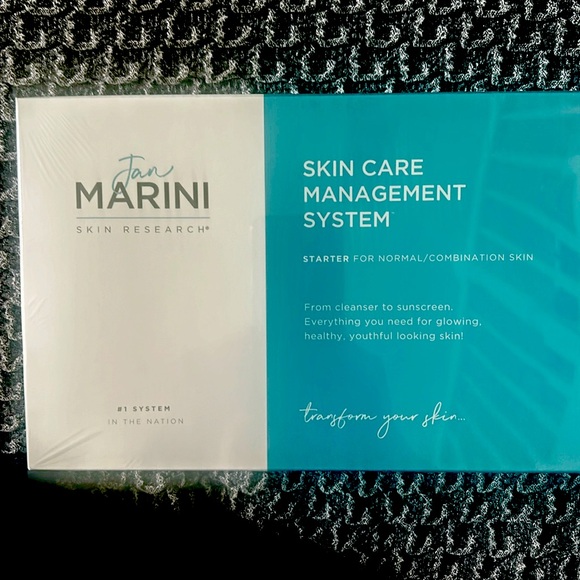 Jan
MARINI
SKIN RESEARCH®
#1 SYSTEM
IN THE NATION
SKIN CARE
MANAGEMENT
SYSTEM™
STARTER FOR NORMAL/COMBINATION SKIN
From cleanser to sunscreen.
Everything you need for glowing,
healthy, youthful looking skin!
transform your skin...